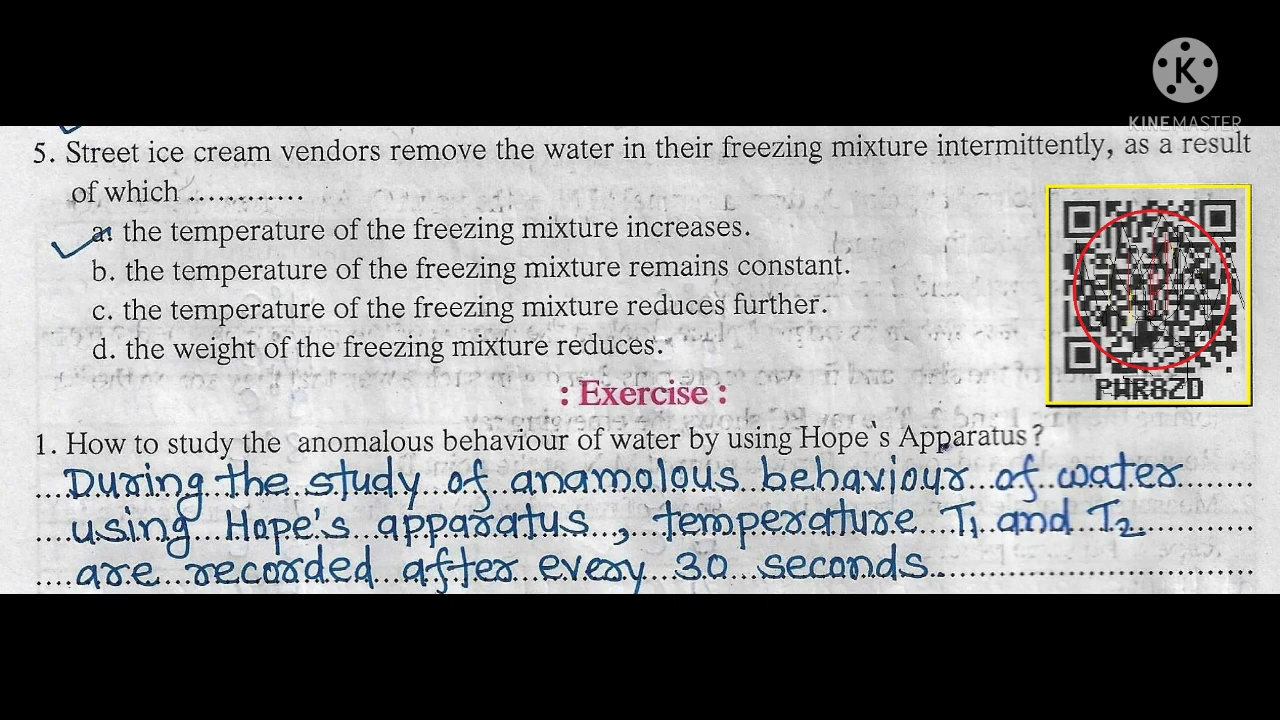 K
KINEMASTER
5. Street ice cream vendors remove the water in their freezing mixture intermittently, as a result
of which ............
a. the temperature of the freezing mixture increases.
b. the temperature of the freezing mixture remains constant.
c. the temperature of the freezing mixture reduces further.
d. the weight of the freezing mixture reduces.
PWR8ZD
: Exercise :
1. How to study the anomalous behaviour of water by using Hope's Apparatus?
During the study of anamolous behaviour of water
using Hope's apparatus, temperature T1 and T2
are recorded after every 30 seconds.